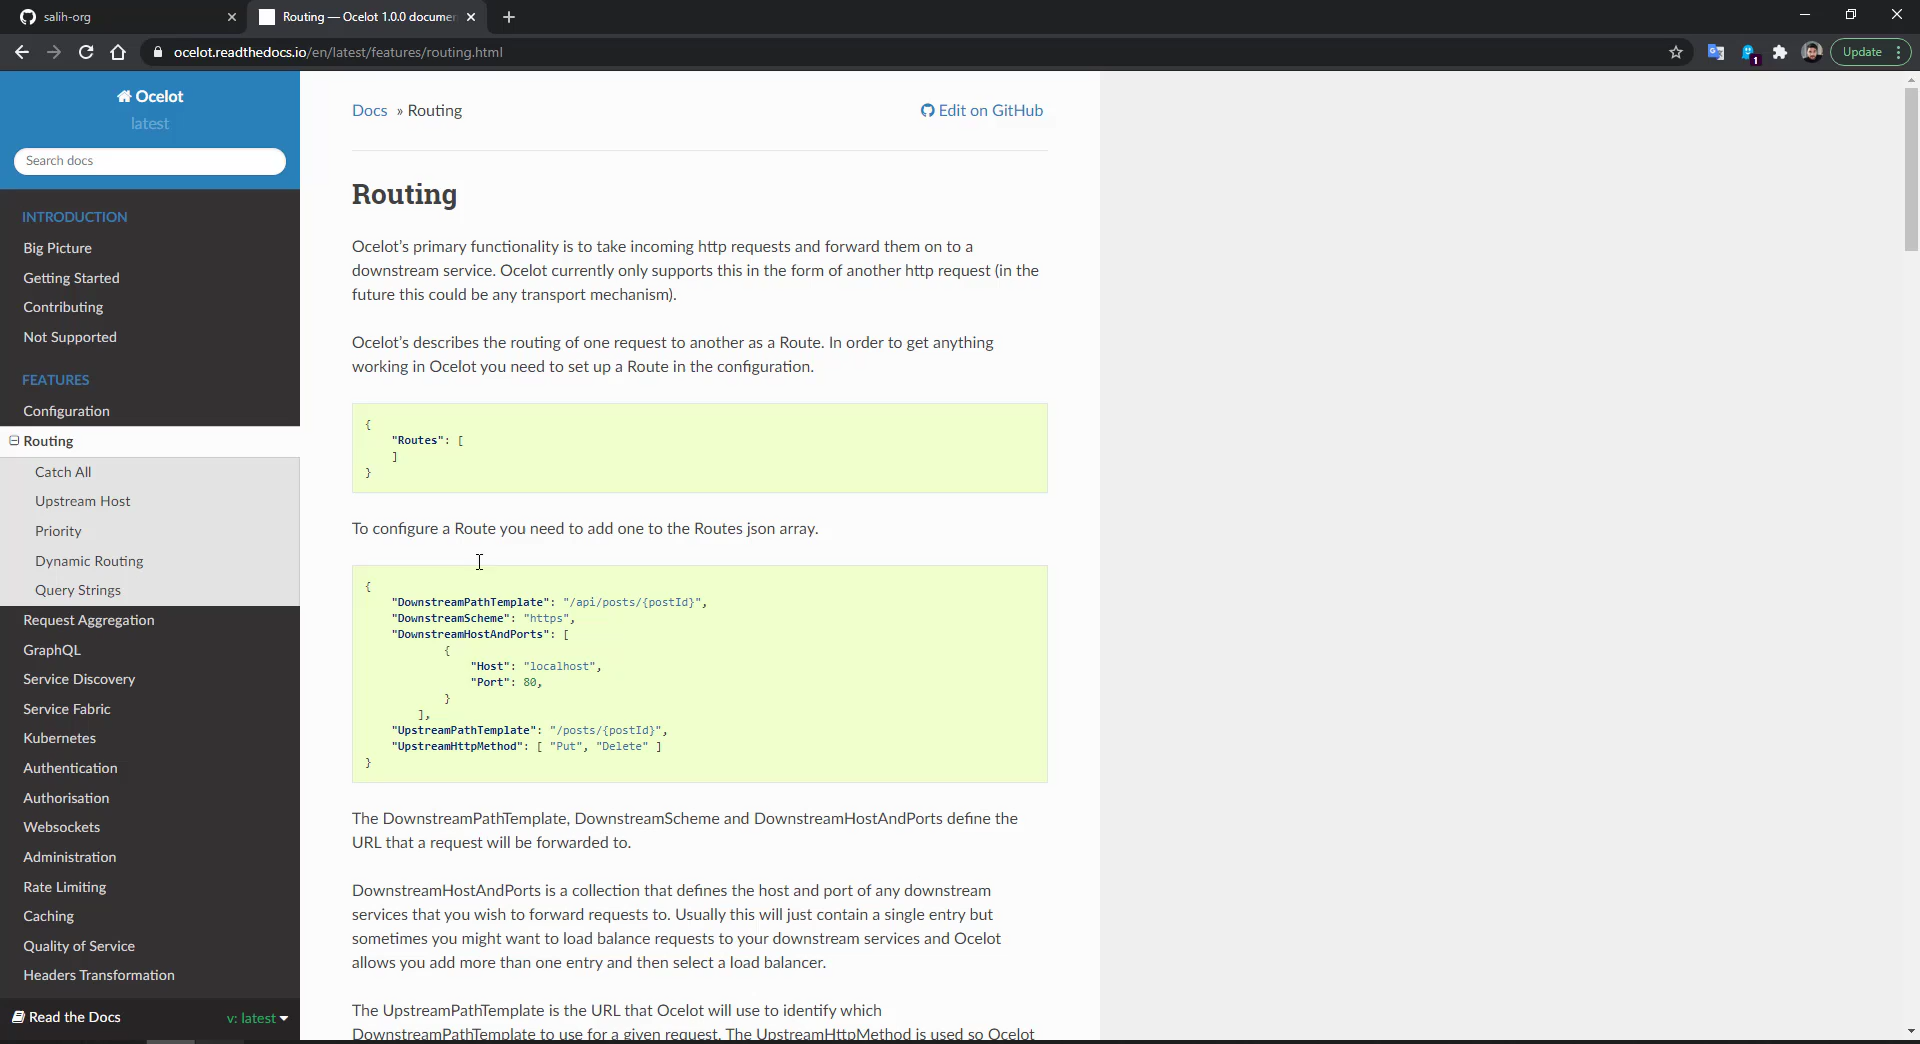 salih-org
Routing — Ocelot 1.0.0 documen
ocelot.readthedocs.io/en/latest/features/routing.html
1
Update
Ocelot
latest
Search docs
INTRODUCTION
Big Picture
Getting Started
Contributing
Not Supported
FEATURES
Configuration
Routing
Catch All
Upstream Host
Priority
Dynamic Routing
Query Strings
Request Aggregation
GraphQL
Service Discovery
Service Fabric
Kubernetes
Authentication
Authorisation
Websockets
Administration
Rate Limiting
Caching
Quality of Service
Headers Transformation
Read the Docs v: latest
Docs » Routing
Edit on GitHub
Routing
Ocelot’s primary functionality is to take incoming http requests and forward them on to a
downstream service. Ocelot currently only supports this in the form of another http request (in the
future this could be any transport mechanism).
Ocelot’s describes the routing of one request to another as a Route. In order to get anything
working in Ocelot you need to set up a Route in the configuration.
{
"Routes": [
]
}
To configure a Route you need to add one to the Routes json array.
{
"DownstreamPathTemplate": "/api/posts/{postId}",
"DownstreamScheme": "https",
"DownstreamHostAndPorts": [
{
"Host": "localhost",
"Port": 80,
}
],
"UpstreamPathTemplate": "/posts/{postId}",
"UpstreamHttpMethod": [ "Put", "Delete" ]
}
The DownstreamPathTemplate, DownstreamScheme and DownstreamHostAndPorts define the
URL that a request will be forwarded to.
DownstreamHostAndPorts is a collection that defines the host and port of any downstream
services that you wish to forward requests to. Usually this will just contain a single entry but
sometimes you might want to load balance requests to your downstream services and Ocelot
allows you add more than one entry and then select a load balancer.
The UpstreamPathTemplate is the URL that Ocelot will use to identify which
DownstreamPathTemplate to use for a given request. The UpstreamHttpMethod is used so Ocelot